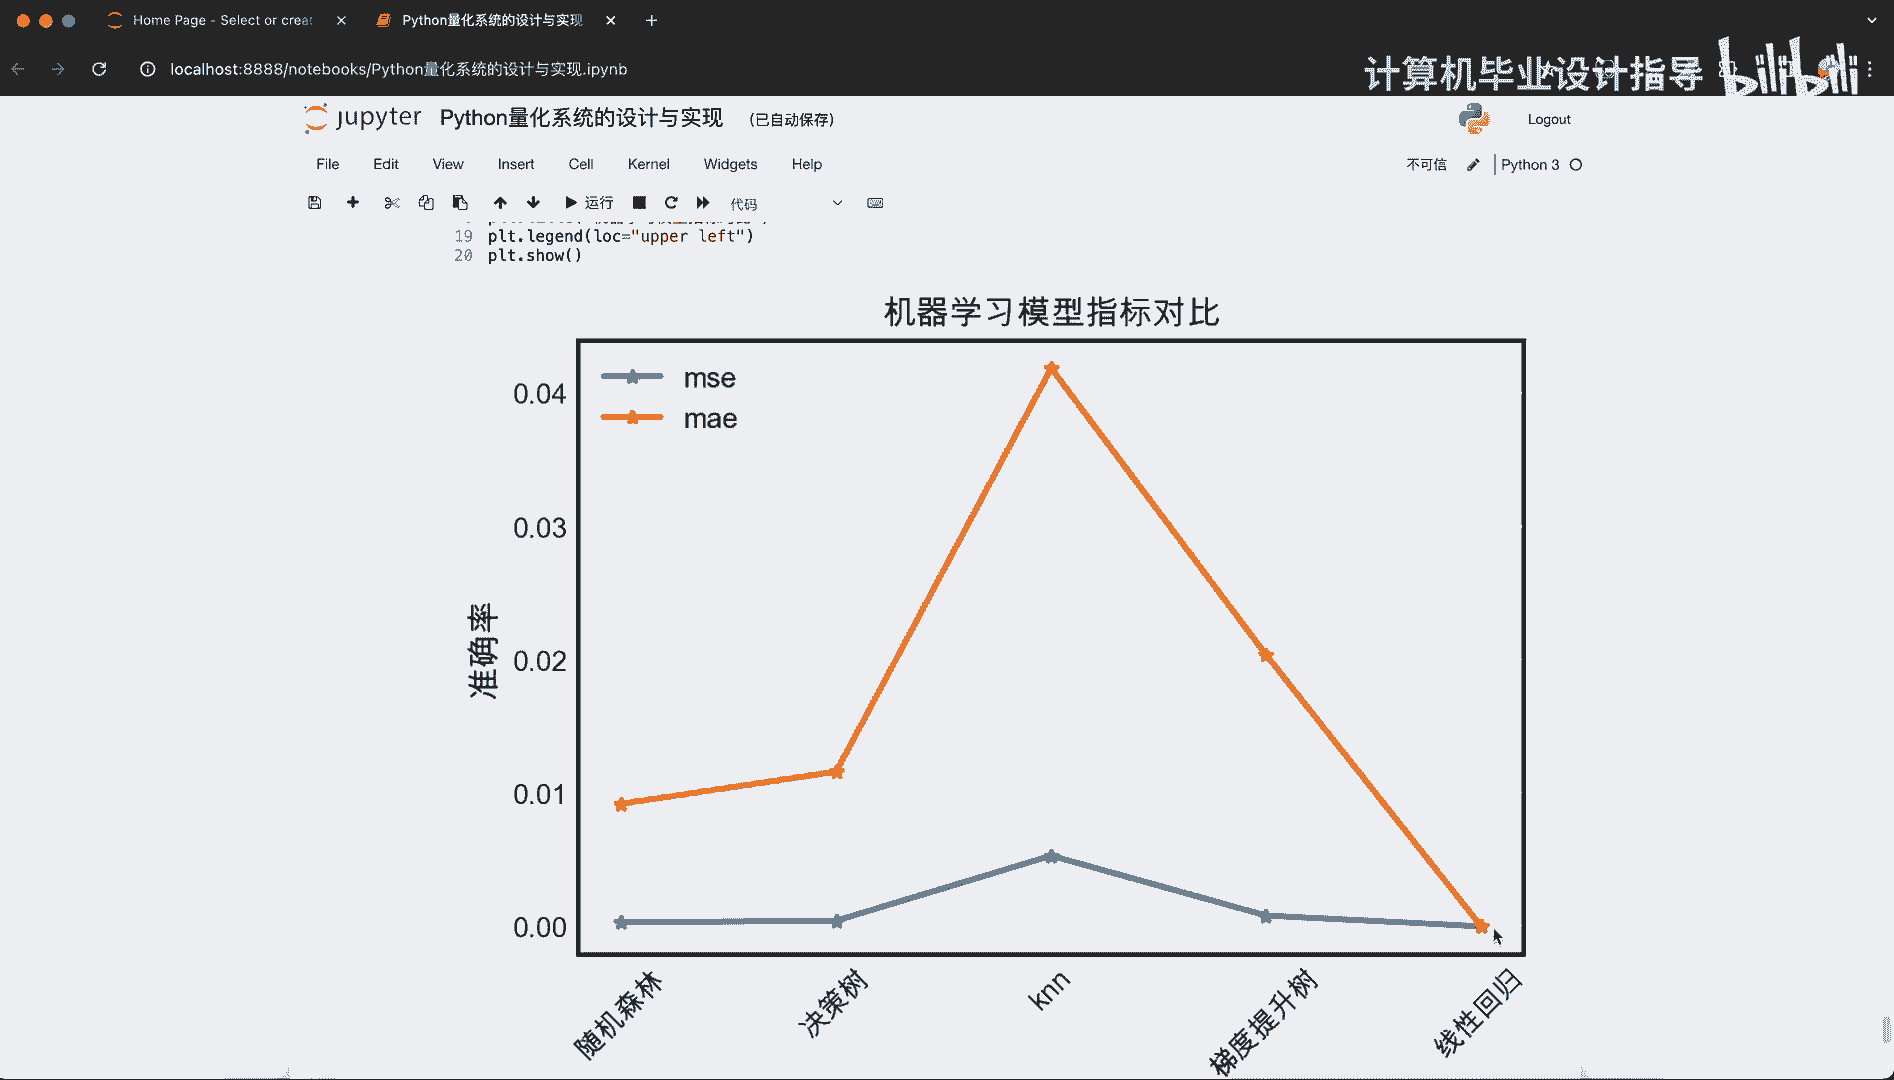 Home Page - Select or creat
Python量化系统的设计与实现
localhost:8888/notebooks/Python量化系统的设计与实现.ipynb
计算机毕业设计指导
bilibili
jupyter
Python量化系统的设计与实现
(已自动保存)
Logout
File Edit View Insert Cell Kernel Widgets Help
不可信
Python 3
运行
代码
19 plt.legend(loc="upper left")
20 plt.show()
机器学习模型指标对比
mse
mae
0.04
0.03
0.02
0.01
0.00
准确率
随机森林
决策树
knn
梯度提升树
线性回归